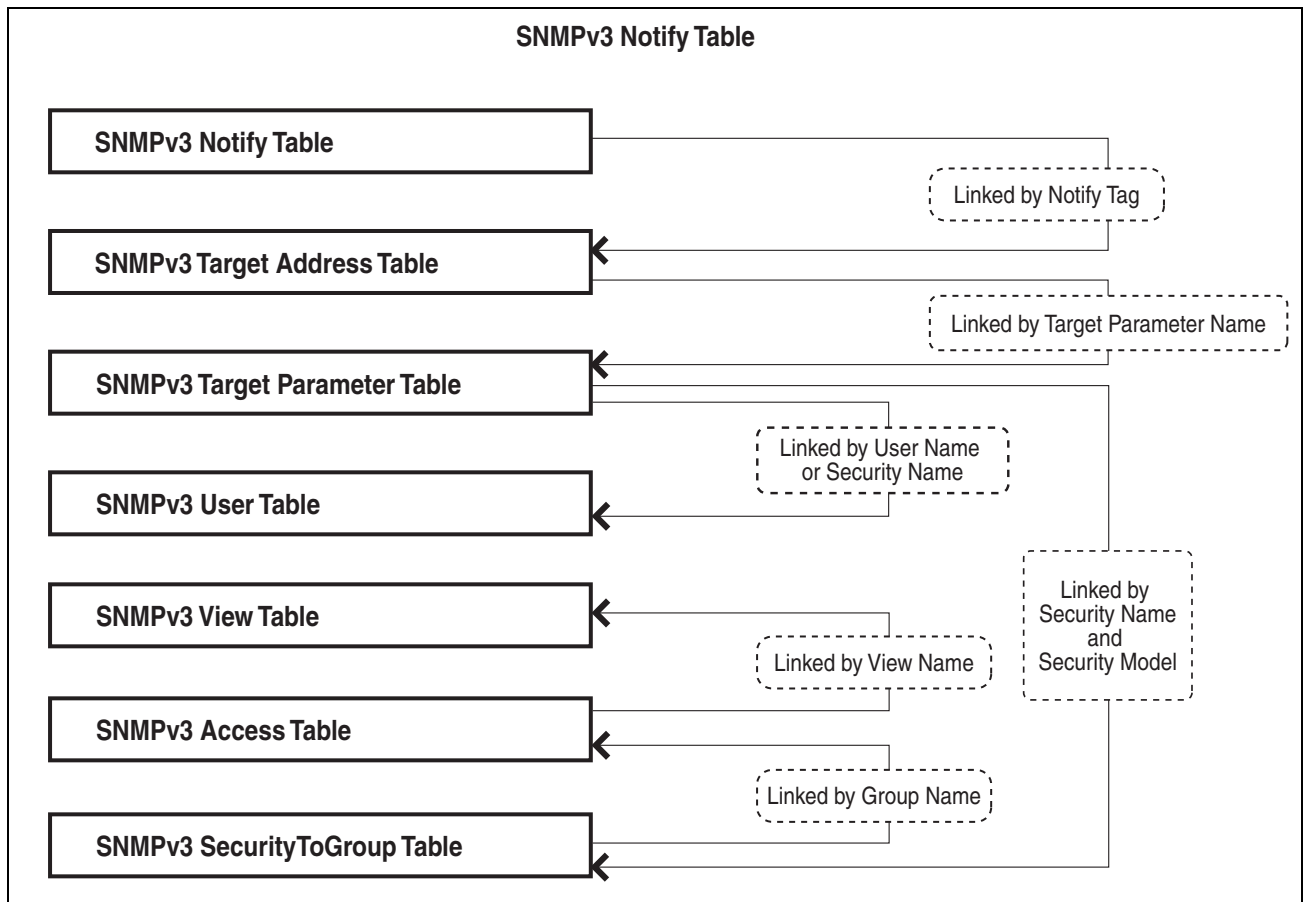 SNMPv3 Notify Table
SNMPv3 Notify Table
Linked by Notify Tag
SNMPv3 Target Address Table
Linked by Target Parameter Name
SNMPv3 Target Parameter Table
Linked by User Name
or Security Name
SNMPv3 User Table
Linked by
Security Name
and
Security Model
SNMPv3 View Table
Linked by View Name
SNMPv3 Access Table
Linked by Group Name
SNMPv3 SecurityToGroup Table